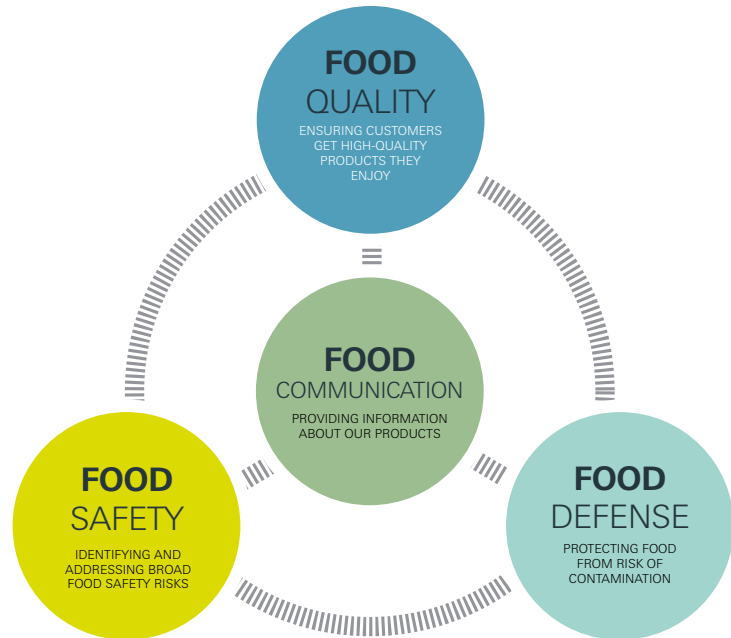 FOOD
QUALITY
ENSURING CUSTOMERS
GET HIGH-QUALITY
PRODUCTS THEY
ENJOY
FOOD
COMMUNICATION
PROVIDING INFORMATION
ABOUT OUR PRODUCTS
FOOD
SAFETY
IDENTIFYING AND
ADDRESSING BROAD
FOOD SAFETY RISKS
FOOD
DEFENSE
PROTECTING FOOD
FROM RISK OF
CONTAMINATION